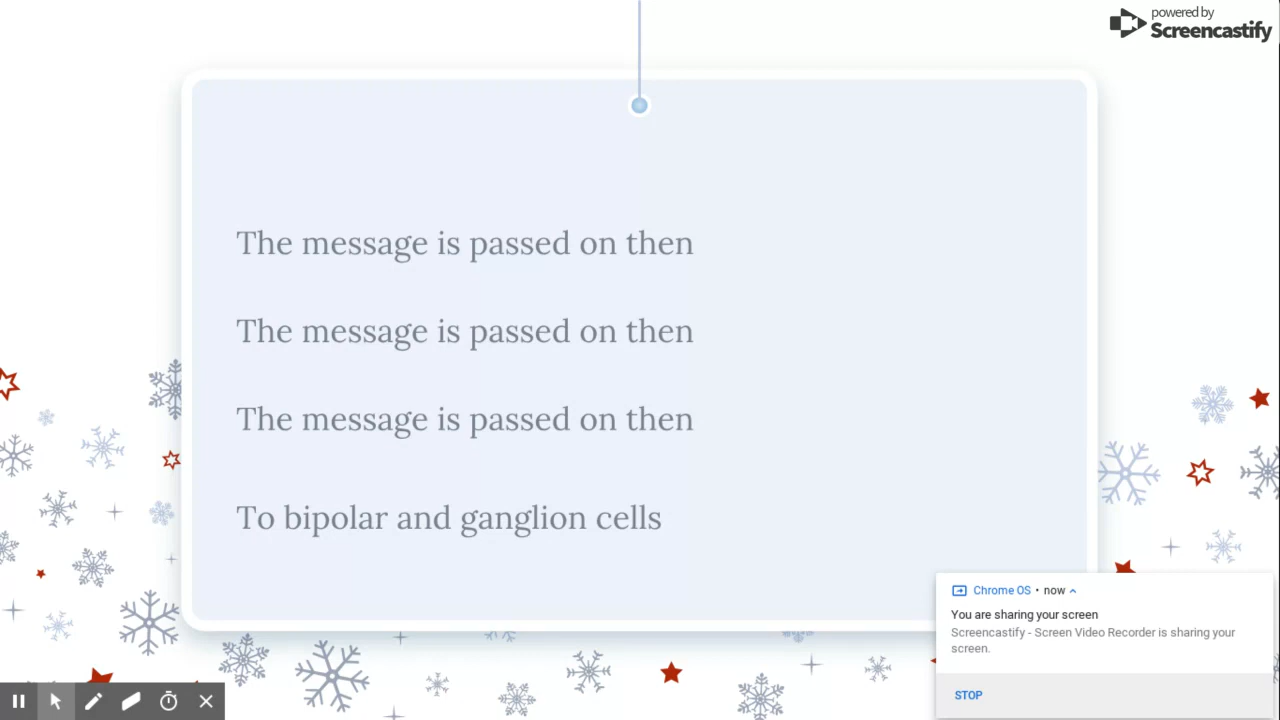 powered by
Screencastify
The message is passed on then
The message is passed on then
The message is passed on then
To bipolar and ganglion cells
Chrome OS • now
You are sharing your screen
Screencastify - Screen Video Recorder is sharing your
screen.
STOP